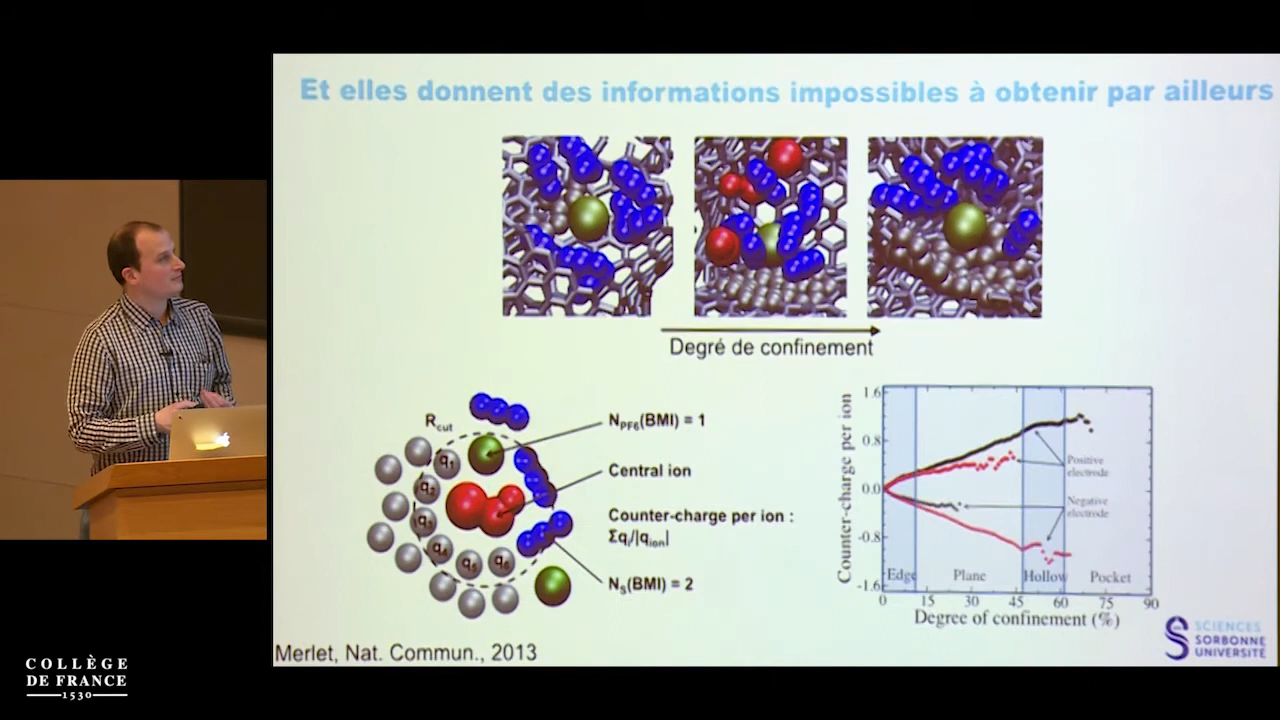 Et elles donnent des informations impossibles à obtenir par ailleurs
Degré de confinement
R_cut
q₁
q₂
q₃
q₄
q₅
q₆
N_PF6(BMI) = 1
Central ion
Counter-charge per ion :
Σqᵢ/|q_ion|
N_S(BMI) = 2
Counter-charge per ion
1.6
0.8
0.0
-0.8
-1.6
Positive
electrode
Negative
electrode
Edge
Plane
Hollow
Pocket
0
15
30
45
60
75
90
Degree of confinement (%)
Merlet, Nat. Commun., 2013
SCIENCES
SORBONNE
UNIVERSITÉ
COLLÈGE
DE FRANCE
1530